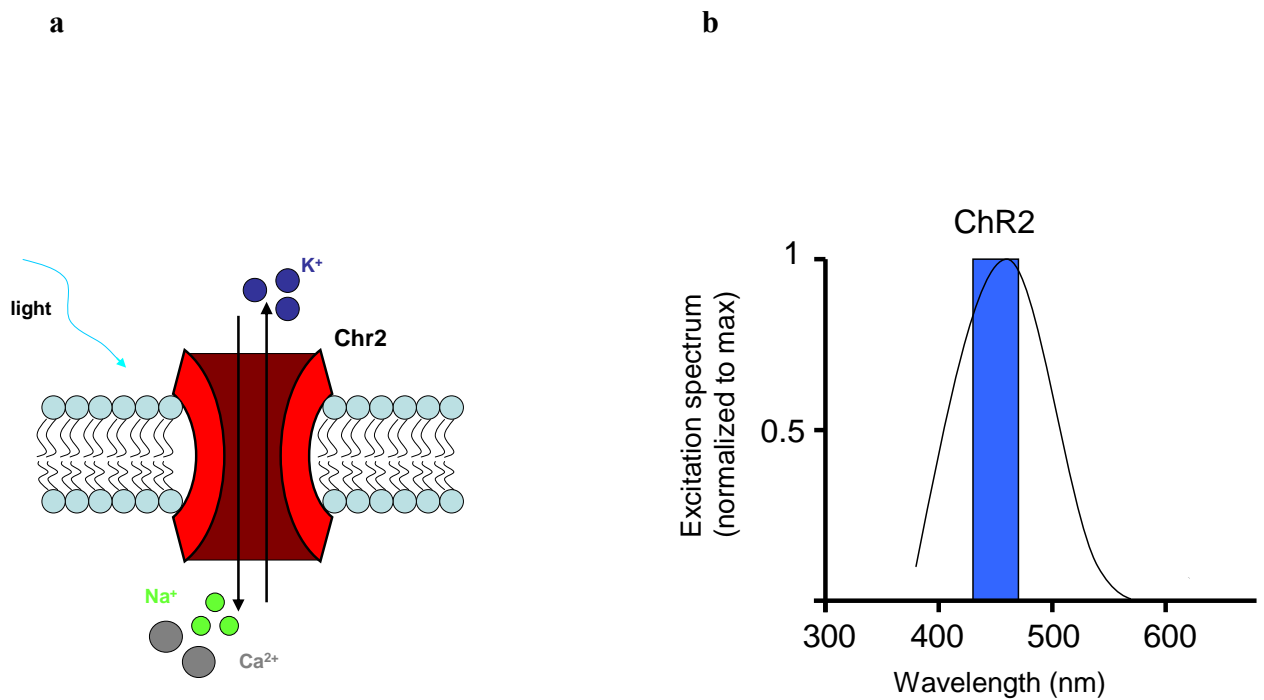 a
b
light
K⁺
Chr2
Na⁺
Ca²⁺
ChR2
1
0.5
Excitation spectrum
(normalized to max)
300 400 500 600
Wavelength (nm)